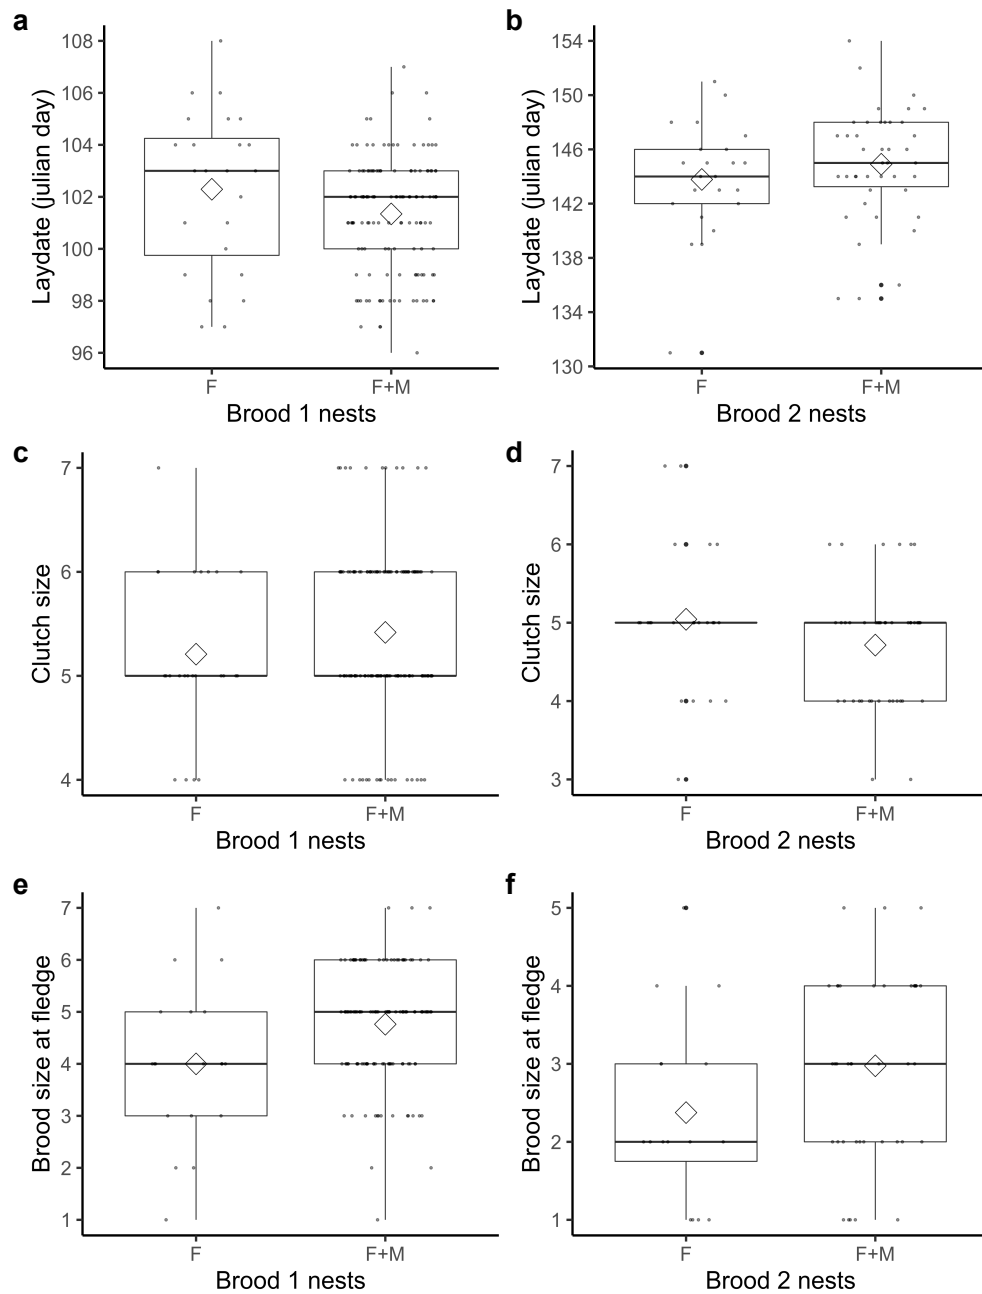 a
108
106
104
102
100
98
96
Laydate (julian day)
F
F+M
Brood 1 nests
b
154
150
146
142
138
134
130
Laydate (julian day)
F
F+M
Brood 2 nests
c
7
6
5
4
Clutch size
F
F+M
Brood 1 nests
d
7
6
5
4
3
Clutch size
F
F+M
Brood 2 nests
e
7
6
5
4
3
2
1
Brood size at fledge
F
F+M
Brood 1 nests
f
5
4
3
2
1
Brood size at fledge
F
F+M
Brood 2 nests